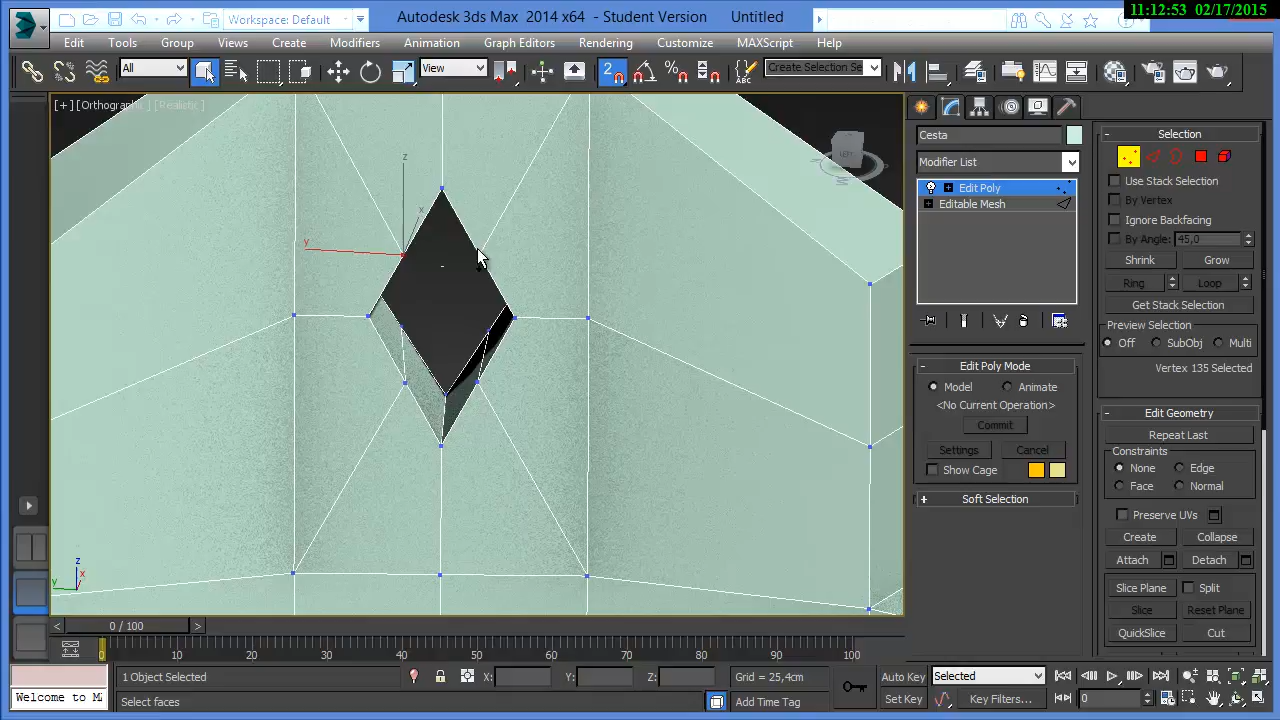 11:12:53 02/17/2015
Workspace: Default
Autodesk 3ds Max 2014 x64 - Student Version Untitled
Edit Tools Group Views Create Modifiers Animation Graph Editors Rendering Customize MAXScript Help
All
View
2
ABC
Create Selection Se
[+] [Orthographic] [Realistic]
LEFT
z
x
y
z
x
y
Cesta
Modifier List
Edit Poly
Editable Mesh
- Edit Poly Mode
Model Animate
<No Current Operation>
Commit
Settings Cancel
Show Cage
+ Soft Selection
- Selection
Use Stack Selection
By Vertex
Ignore Backfacing
By Angle: 45,0
Shrink Grow
Ring Loop
Get Stack Selection
Preview Selection
Off SubObj Multi
Vertex 135 Selected
- Edit Geometry
Repeat Last
Constraints
None Edge
Face Normal
Preserve UVs
Create Collapse
Attach Detach
Slice Plane Split
Slice Reset Plane
QuickSlice Cut
< 0 / 100 >
0 10 20 30 40 50 60 70 80 90 100
1 Object Selected X: Y: Z: Grid = 25,4cm Auto Key Selected
Welcome to M
Select faces Add Time Tag Set Key Key Filters... 0